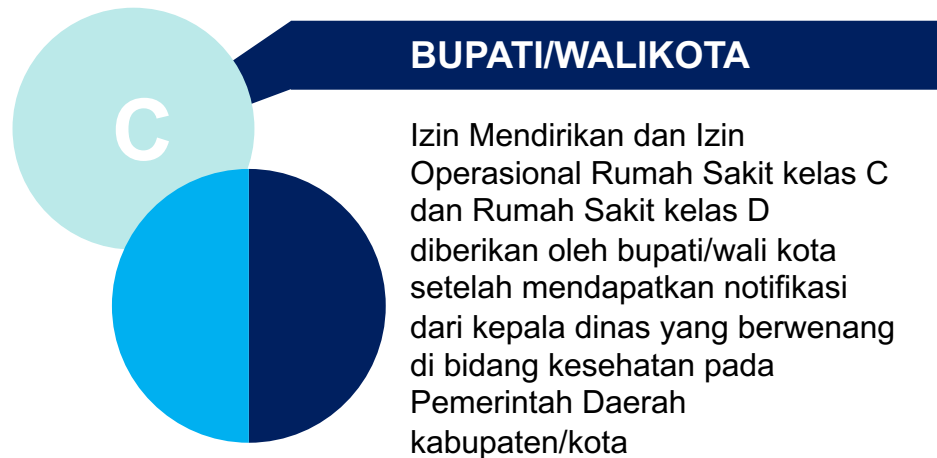 C
BUPATI/WALIKOTA
Izin Mendirikan dan Izin
Operasional Rumah Sakit kelas C
dan Rumah Sakit kelas D
diberikan oleh bupati/wali kota
setelah mendapatkan notifikasi
dari kepala dinas yang berwenang
di bidang kesehatan pada
Pemerintah Daerah
kabupaten/kota